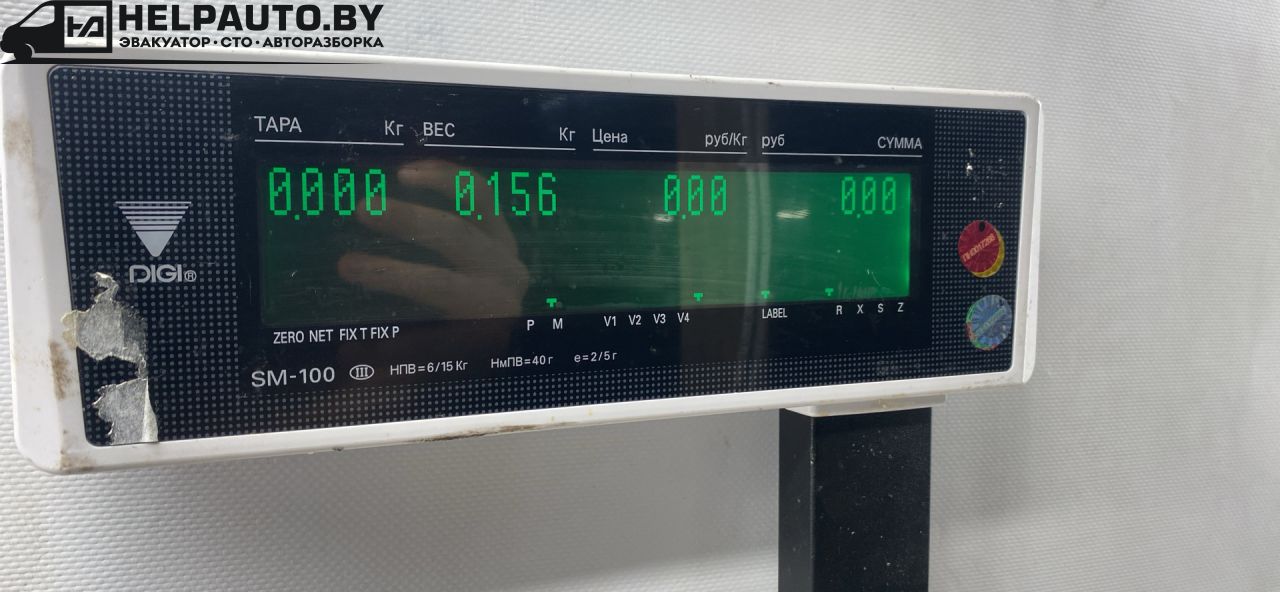 HELPAUTO.BY
ЭВАКУАТОР · СТО · АВТОРАЗБОРКА
ТАРА Кг ВЕС Кг Цена руб/Кг руб СУММА
0.000 0.156 0.00 0.00
DIGI®
ZERO NET FIX T FIX P P M V1 V2 V3 V4 LABEL R X S Z
SM-100 III НПВ=6/15 Кг НмПВ=40 г e=2/5 г